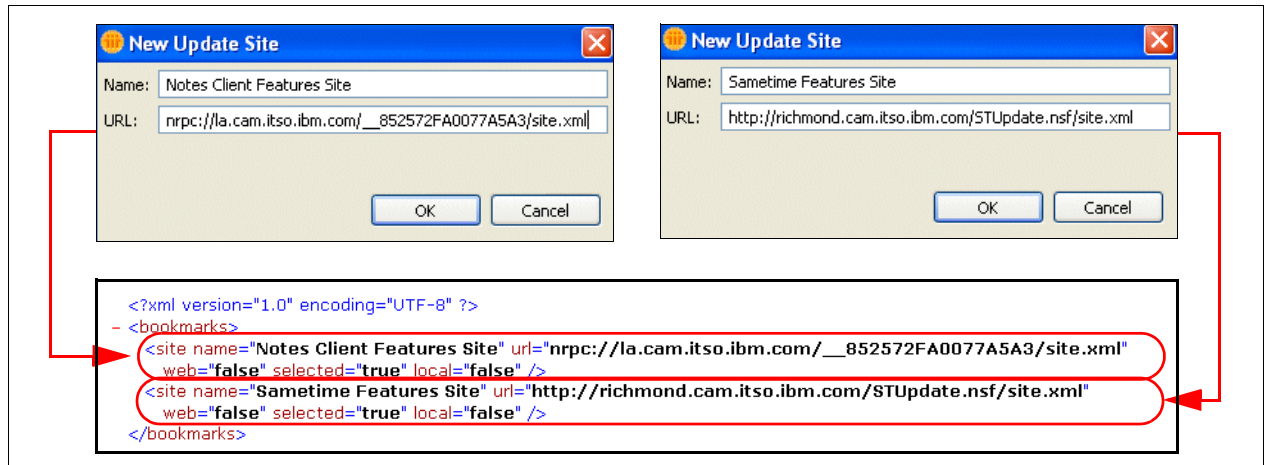 New Update Site
Name: Notes Client Features Site
URL: nrpc://la.cam.itso.ibm.com/__852572FA0077A5A3/site.xml
OK Cancel
New Update Site
Name: Sametime Features Site
URL: http://richmond.cam.itso.ibm.com/STUpdate.nsf/site.xml
OK Cancel
<?xml version="1.0" encoding="UTF-8" ?>
- <bookmarks>
<site name="Notes Client Features Site" url="nrpc://la.cam.itso.ibm.com/__852572FA0077A5A3/site.xml"
web="false" selected="true" local="false" />
<site name="Sametime Features Site" url="http://richmond.cam.itso.ibm.com/STUpdate.nsf/site.xml"
web="false" selected="true" local="false" />
</bookmarks>